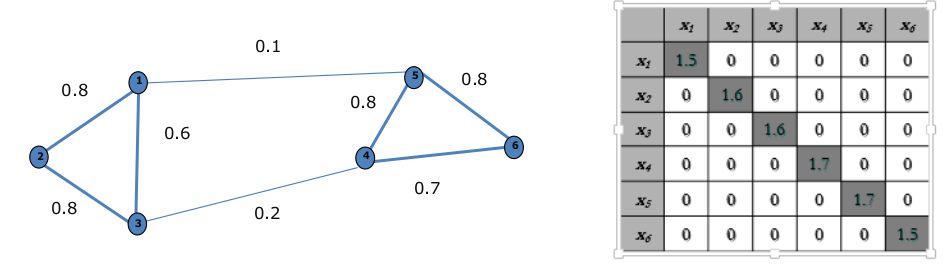 0.1
0.8
0.6
0.8
0.2
0.8
0.8
0.7
1
2
3
4
5
6
x1 x2 x3 x4 x5 x6
x1 1.5 0 0 0 0 0
x2 0 1.6 0 0 0 0
x3 0 0 1.6 0 0 0
x4 0 0 0 1.7 0 0
x5 0 0 0 0 1.7 0
x6 0 0 0 0 0 1.5